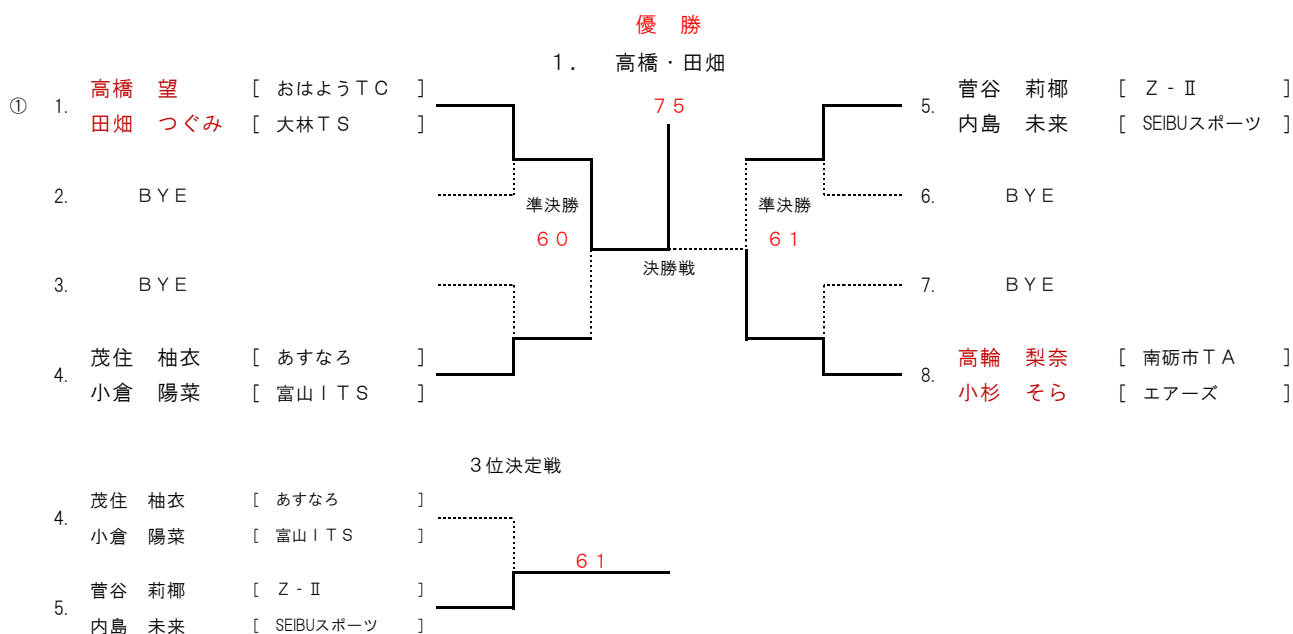 優　勝
１．　高橋・田畑
①　1.　高橋　望　[　おはようＴＣ　]
田畑　つぐみ　[　大林ＴＳ　]
2.　ＢＹＥ
3.　ＢＹＥ
4.　茂住　柚衣　[　あすなろ　]
小倉　陽菜　[　富山ＩＴＳ　]
準決勝
６０
７５
決勝戦
準決勝
６１
5.　菅谷　莉椰　[　Ｚ‐Ⅱ　]
内島　未来　[　SEIBUスポーツ　]
6.　ＢＹＥ
7.　ＢＹＥ
8.　高輪　梨奈　[　南砺市ＴＡ　]
小杉　そら　[　エアーズ　]
３位決定戦
4.　茂住　柚衣　[　あすなろ　]
小倉　陽菜　[　富山ＩＴＳ　]
６１
5.　菅谷　莉椰　[　Ｚ‐Ⅱ　]
内島　未来　[　SEIBUスポーツ　]